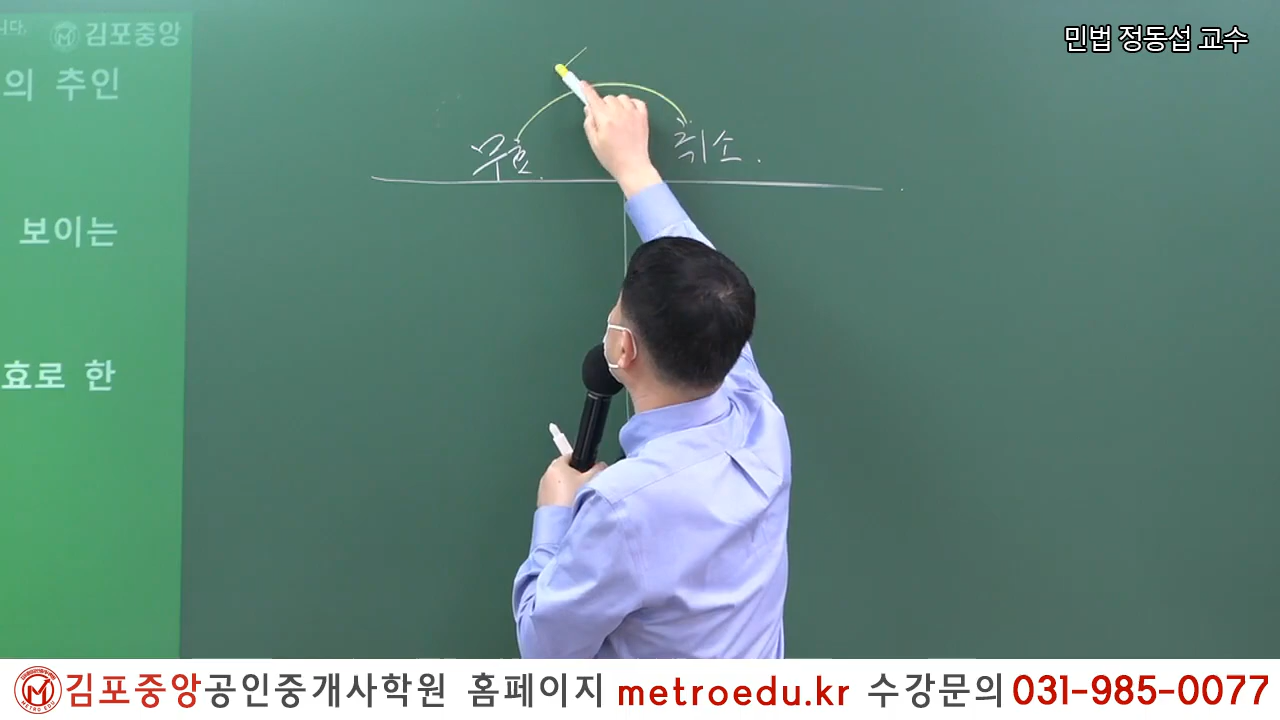 니다,
김포중앙
민법 정동섭 교수
의 추인
무효.
취소.
보이는
효로 한
김포중앙공인중개사학원 홈페이지 metroedu.kr 수강문의 031-985-0077